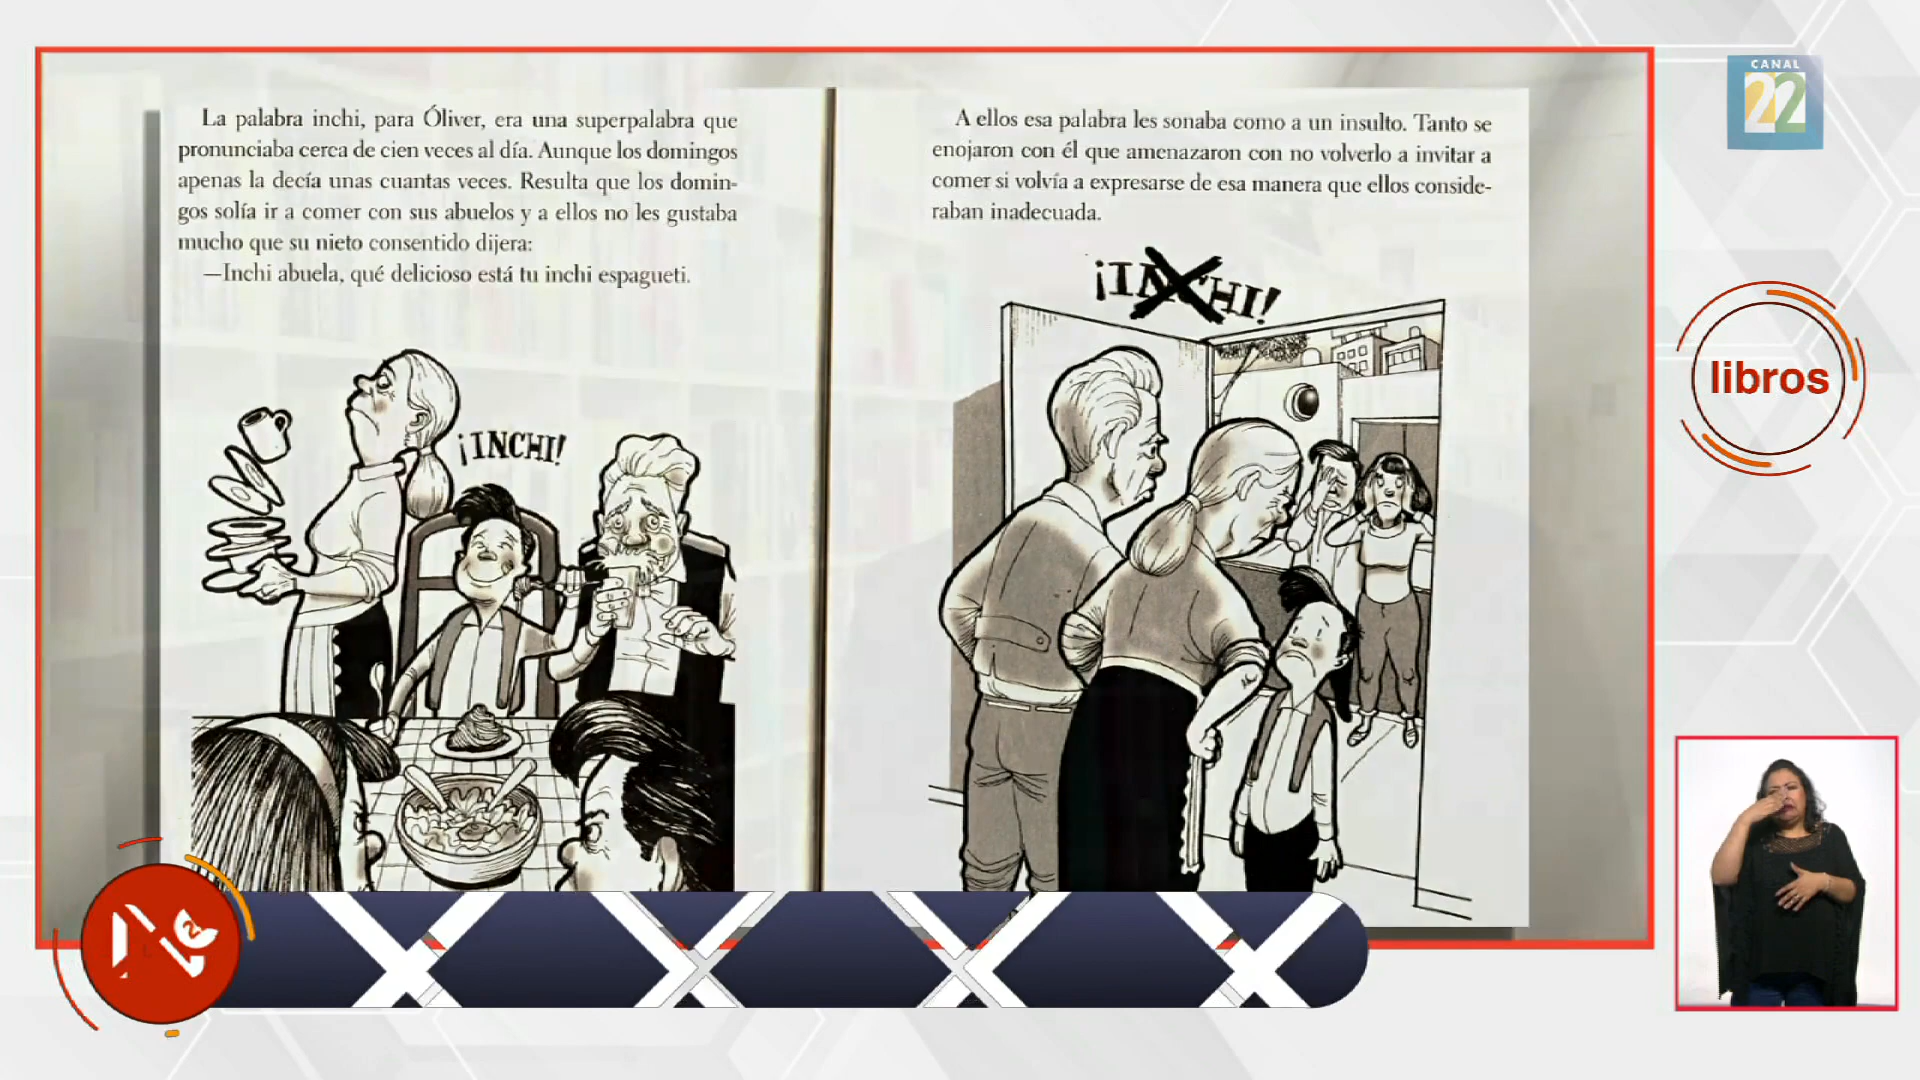 La palabra inchi, para Óliver, era una superpalabra que
pronunciaba cerca de cien veces al día. Aunque los domingos
apenas la decía unas cuantas veces. Resulta que los domin-
gos solía ir a comer con sus abuelos y a ellos no les gustaba
mucho que su nieto consentido dijera:
—Inchi abuela, qué delicioso está tu inchi espagueti.
¡INCHI!
A ellos esa palabra les sonaba como a un insulto. Tanto se
enojaron con él que amenazaron con no volverlo a invitar a
comer si volvía a expresarse de esa manera que ellos conside-
raban inadecuada.
¡INCHI!
CANAL
22
libros